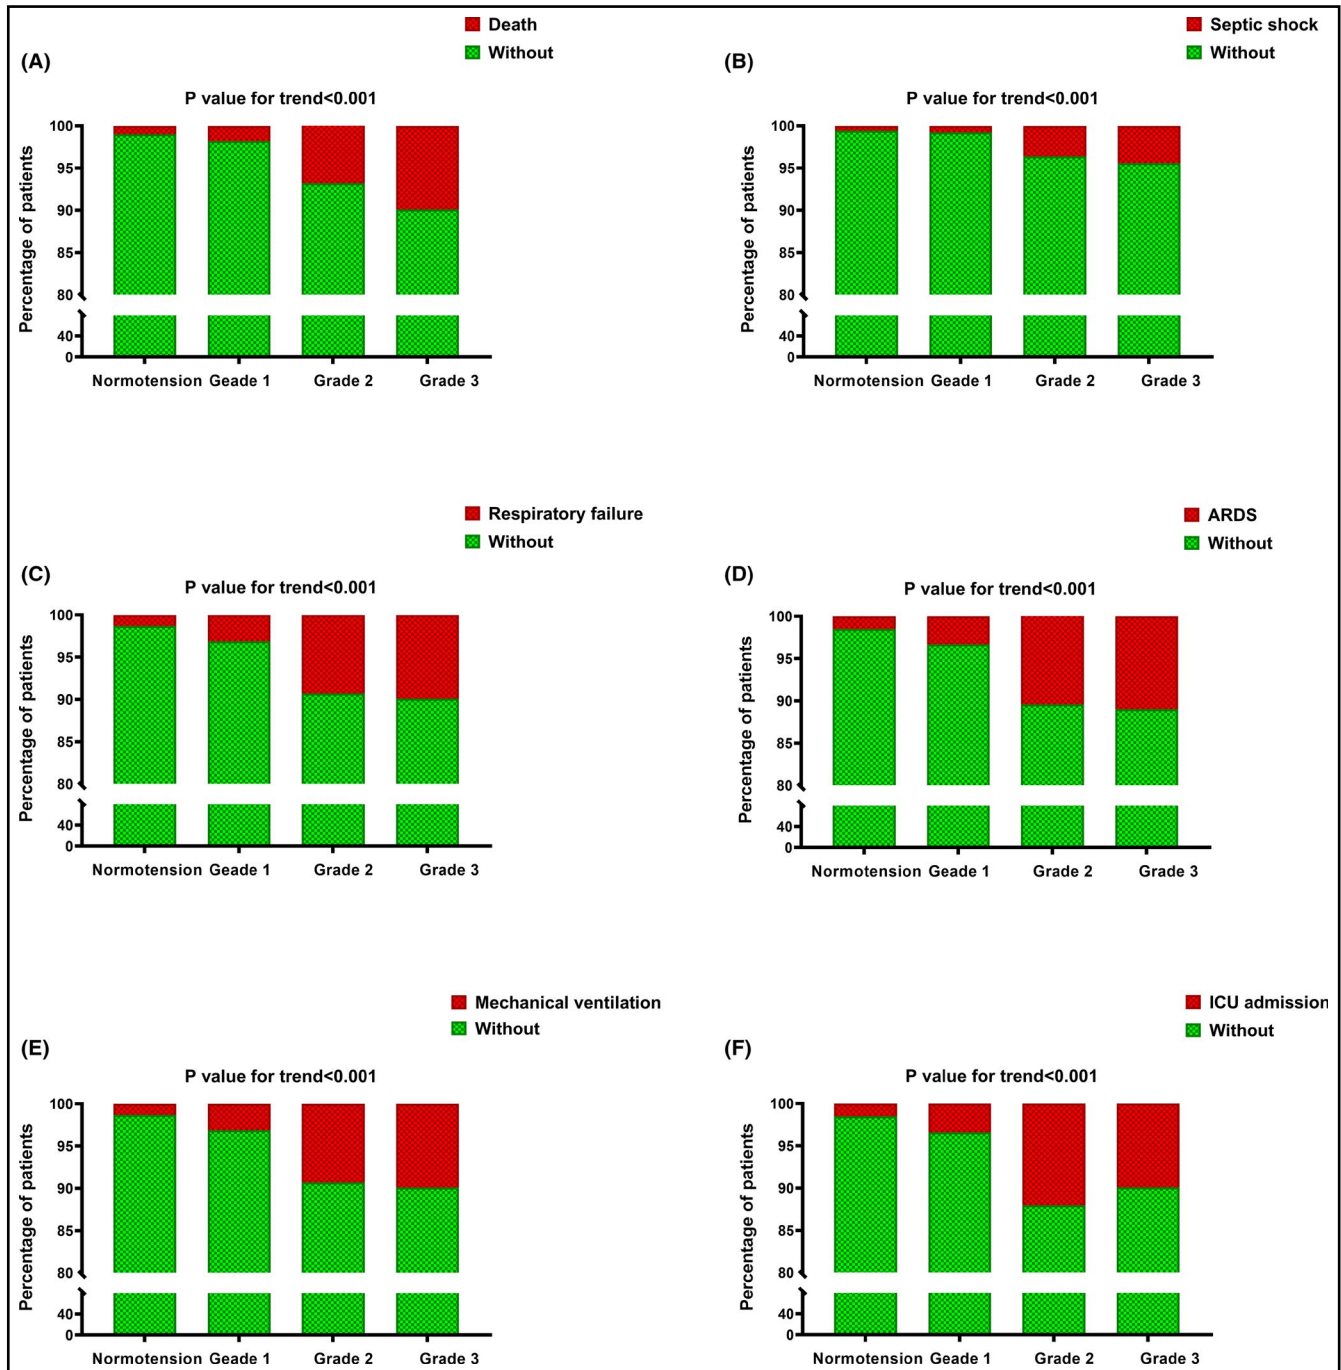 Death
Without
(A)
P value for trend<0.001
Percentage of patients
100
95
90
85
80
40
0
Normotension Geade 1 Grade 2 Grade 3
Septic shock
Without
(B)
P value for trend<0.001
Percentage of patients
100
95
90
85
80
40
0
Normotension Geade 1 Grade 2 Grade 3
Respiratory failure
Without
(C)
P value for trend<0.001
Percentage of patients
100
95
90
85
80
40
0
Normotension Geade 1 Grade 2 Grade 3
ARDS
Without
(D)
P value for trend<0.001
Percentage of patients
100
95
90
85
80
40
0
Normotension Geade 1 Grade 2 Grade 3
Mechanical ventilation
Without
(E)
P value for trend<0.001
Percentage of patients
100
95
90
85
80
40
0
Normotension Geade 1 Grade 2 Grade 3
ICU admission
Without
(F)
P value for trend<0.001
Percentage of patients
100
95
90
85
80
40
0
Normotension Geade 1 Grade 2 Grade 3